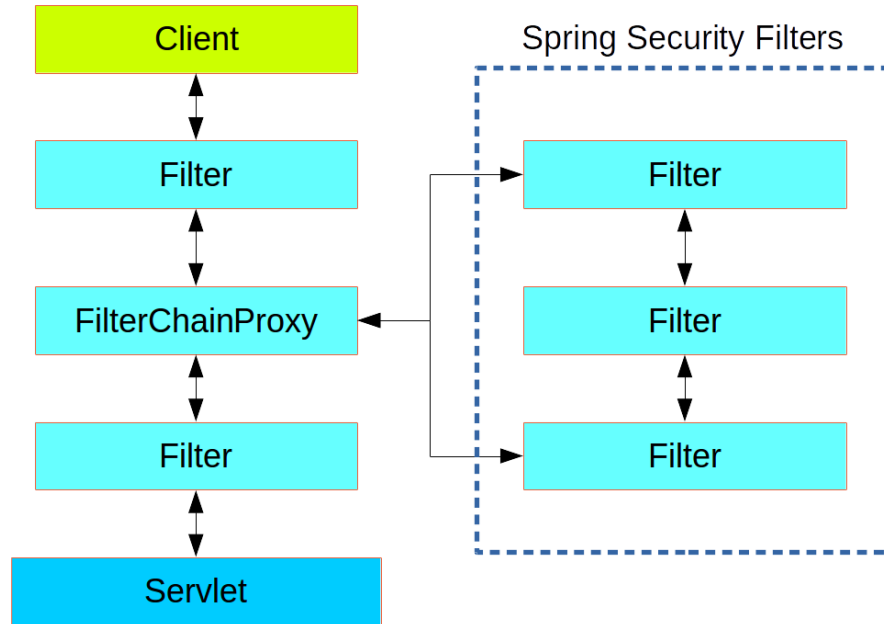 Client
Spring Security Filters
Filter
Filter
FilterChainProxy
Filter
Filter
Filter
Servlet